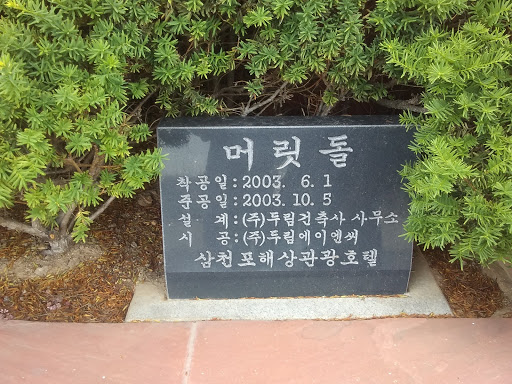 머 릿 돌
착공일:2003. 6. 1
준공일:2003. 10. 5
설 계:(주)두림건축사 사무소
시 공:(주)두림에이엔씨
삼천포해상관광호텔